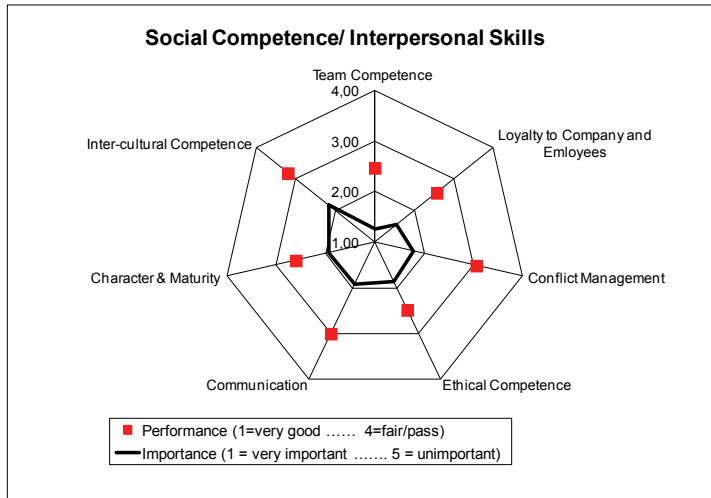 Social Competence/ Interpersonal Skills
Team Competence
4,00
Loyalty to Company and
Emloyees
Inter-cultural Competence
3,00
2,00
1,00
Character & Maturity
Conflict Management
Communication
Ethical Competence
Performance (1=very good …… 4=fair/pass)
Importance (1 = very important ……. 5 = unimportant)